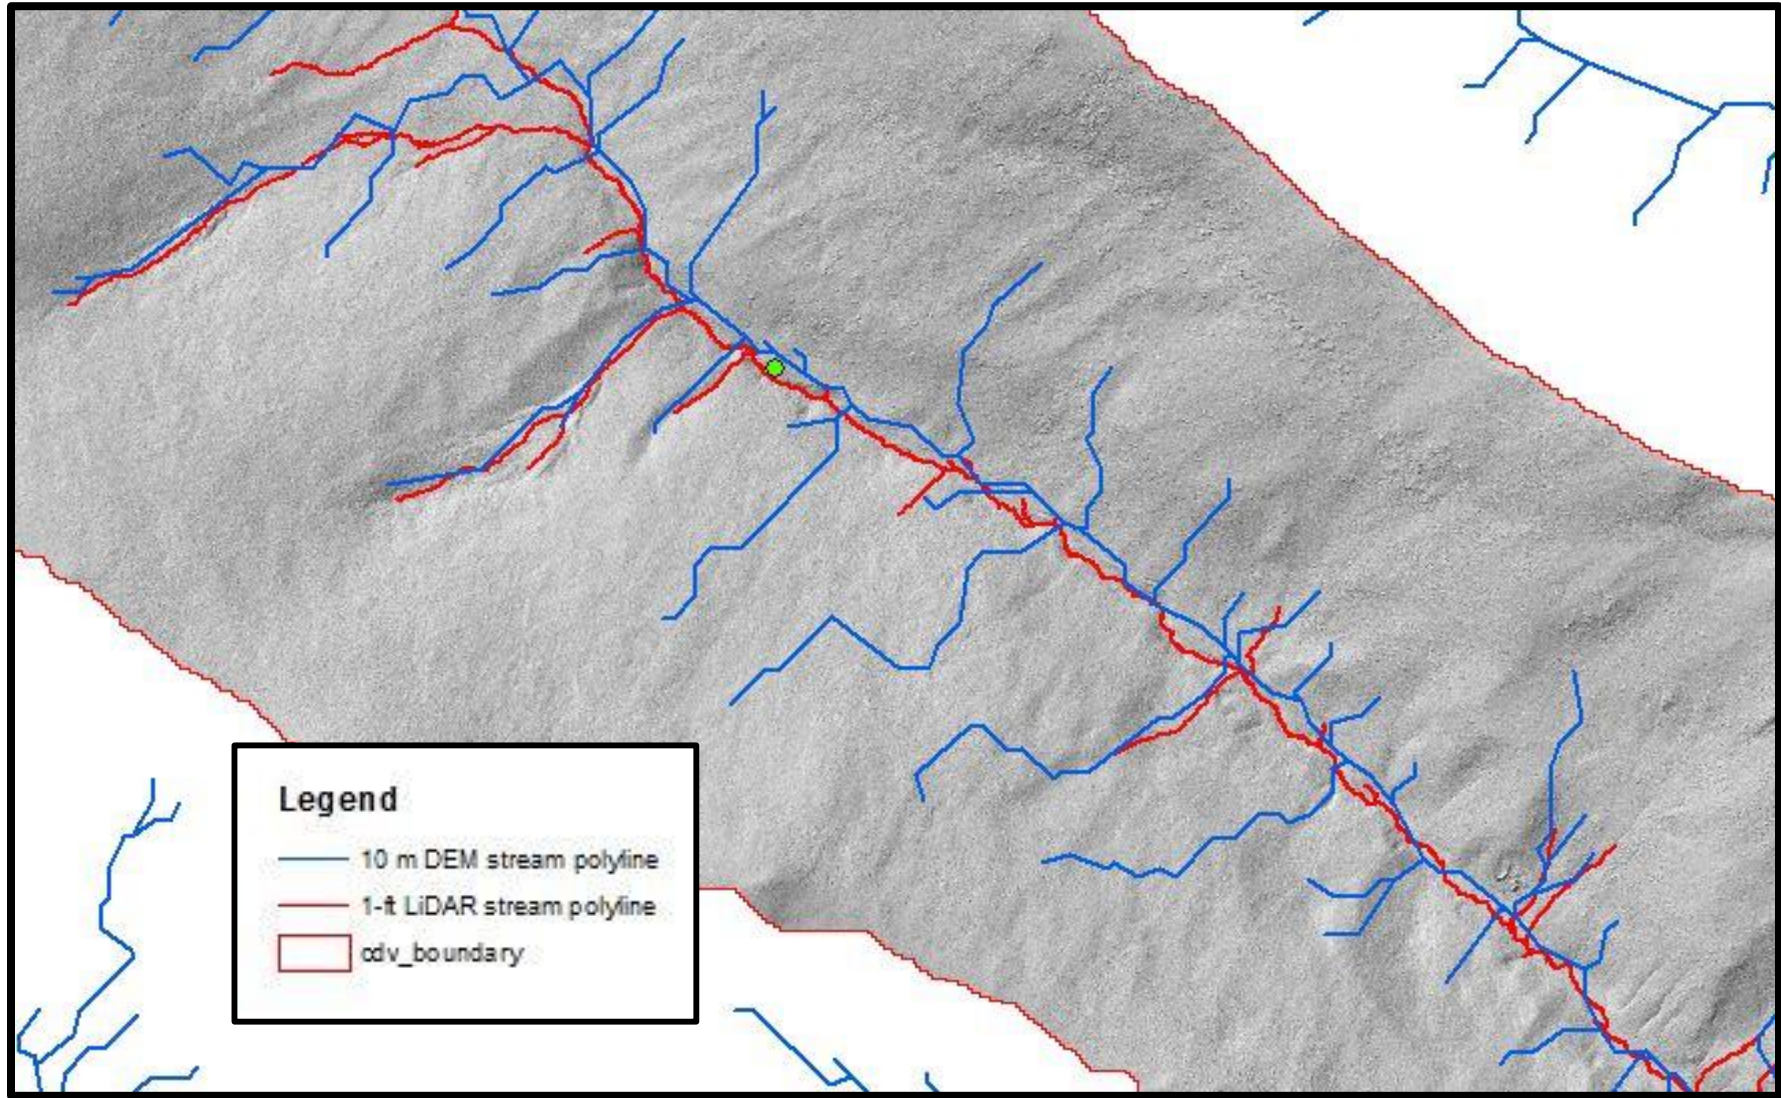 Legend
10 m DEM stream polyline
1-ft LiDAR stream polyline
cdv_boundary